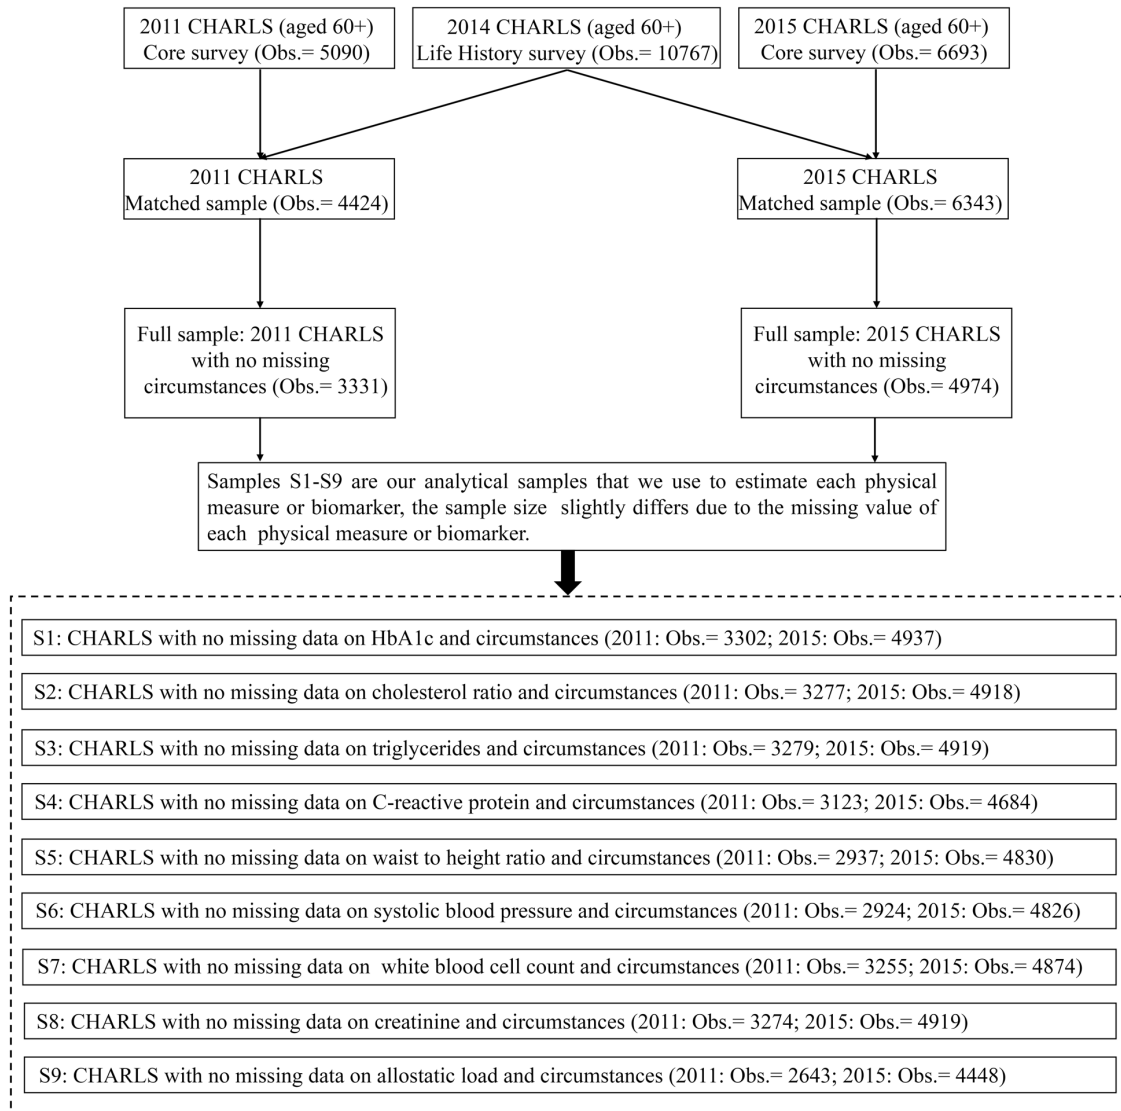 2011 CHARLS (aged 60+)
Core survey (Obs.= 5090)
2014 CHARLS (aged 60+)
Life History survey (Obs.= 10767)
2015 CHARLS (aged 60+)
Core survey (Obs.= 6693)
2011 CHARLS
Matched sample (Obs.= 4424)
2015 CHARLS
Matched sample (Obs.= 6343)
Full sample: 2011 CHARLS
with no missing
circumstances (Obs.= 3331)
Full sample: 2015 CHARLS
with no missing
circumstances (Obs.= 4974)
Samples S1-S9 are our analytical samples that we use to estimate each physical
measure or biomarker, the sample size slightly differs due to the missing value of
each physical measure or biomarker.
S1: CHARLS with no missing data on HbA1c and circumstances (2011: Obs.= 3302; 2015: Obs.= 4937)
S2: CHARLS with no missing data on cholesterol ratio and circumstances (2011: Obs.= 3277; 2015: Obs.= 4918)
S3: CHARLS with no missing data on triglycerides and circumstances (2011: Obs.= 3279; 2015: Obs.= 4919)
S4: CHARLS with no missing data on C-reactive protein and circumstances (2011: Obs.= 3123; 2015: Obs.= 4684)
S5: CHARLS with no missing data on waist to height ratio and circumstances (2011: Obs.= 2937; 2015: Obs.= 4830)
S6: CHARLS with no missing data on systolic blood pressure and circumstances (2011: Obs.= 2924; 2015: Obs.= 4826)
S7: CHARLS with no missing data on white blood cell count and circumstances (2011: Obs.= 3255; 2015: Obs.= 4874)
S8: CHARLS with no missing data on creatinine and circumstances (2011: Obs.= 3274; 2015: Obs.= 4919)
S9: CHARLS with no missing data on allostatic load and circumstances (2011: Obs.= 2643; 2015: Obs.= 4448)